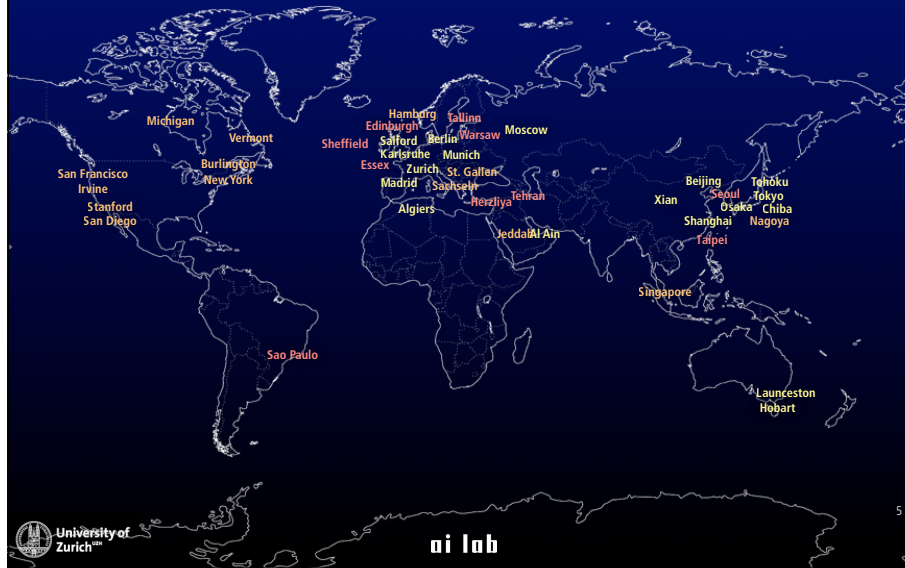 Michigan
Vermont
Burlington
New York
San Francisco
Irvine
Stanford
San Diego
Sao Paulo
Hamburg
Edinburgh
Tallinn
Sheffield
Salford
Berlin
Warsaw
Moscow
Karlsruhe
Munich
Essex
Zurich
St. Gallen
Madrid
Sachseln
Algiers
Herzliya
Tehran
Jeddah
Al Ain
Beijing
Xian
Seoul
Tohoku
Tokyo
Osaka
Chiba
Shanghai
Nagoya
Taipei
Singapore
Launceston
Hobart
5
University of
Zurich UZH
ai lab